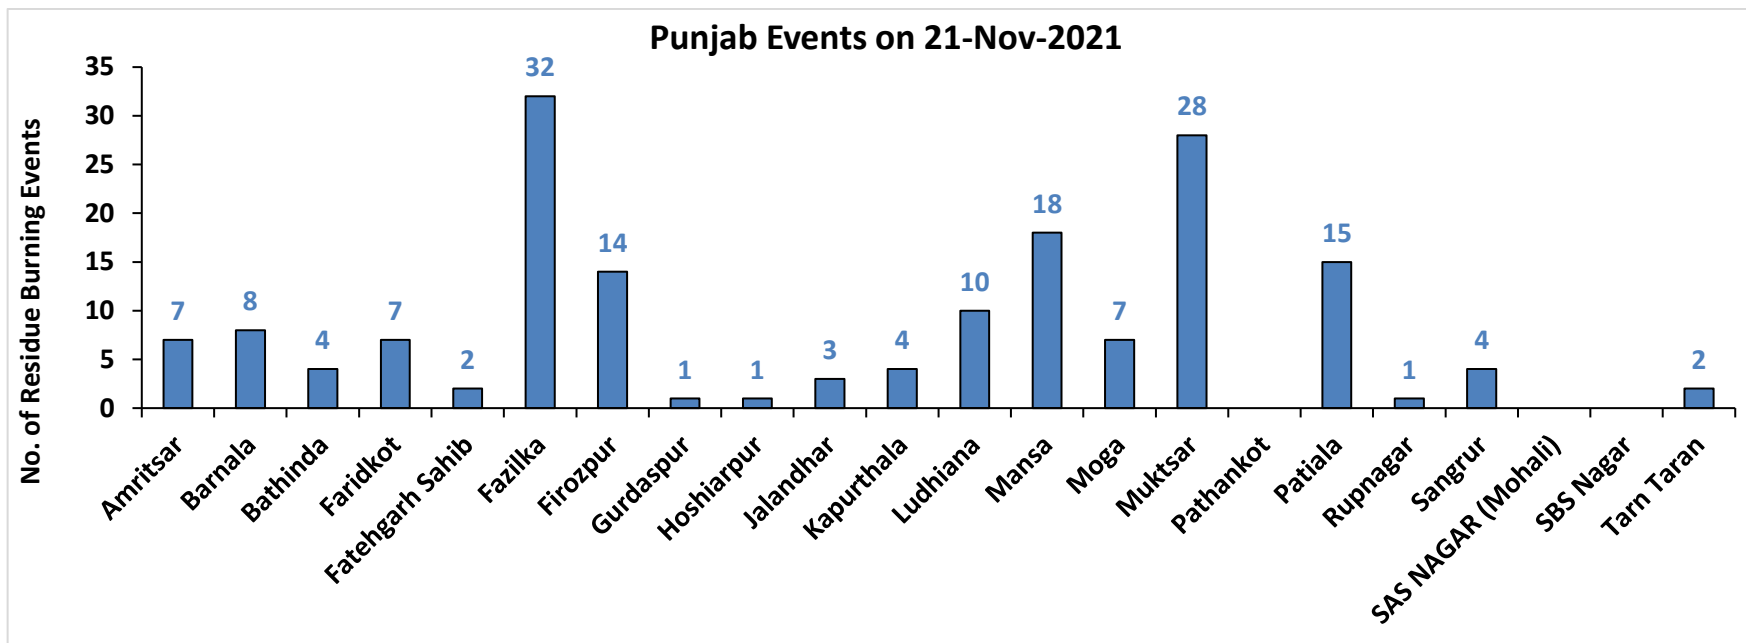 Punjab Events on 21-Nov-2021
No. of Residue Burning Events
35
30
25
20
15
10
5
0
7
8
4
7
2
32
14
1
1
3
4
10
18
7
28
15
1
4
2
Amritsar
Barnala
Bathinda
Faridkot
Fatehgarh Sahib
Fazilka
Firozpur
Gurdaspur
Hoshiarpur
Jalandhar
Kapurthala
Ludhiana
Mansa
Moga
Muktsar
Pathankot
Patiala
Rupnagar
Sangrur
SAS NAGAR (Mohali)
SBS Nagar
Tarn Taran